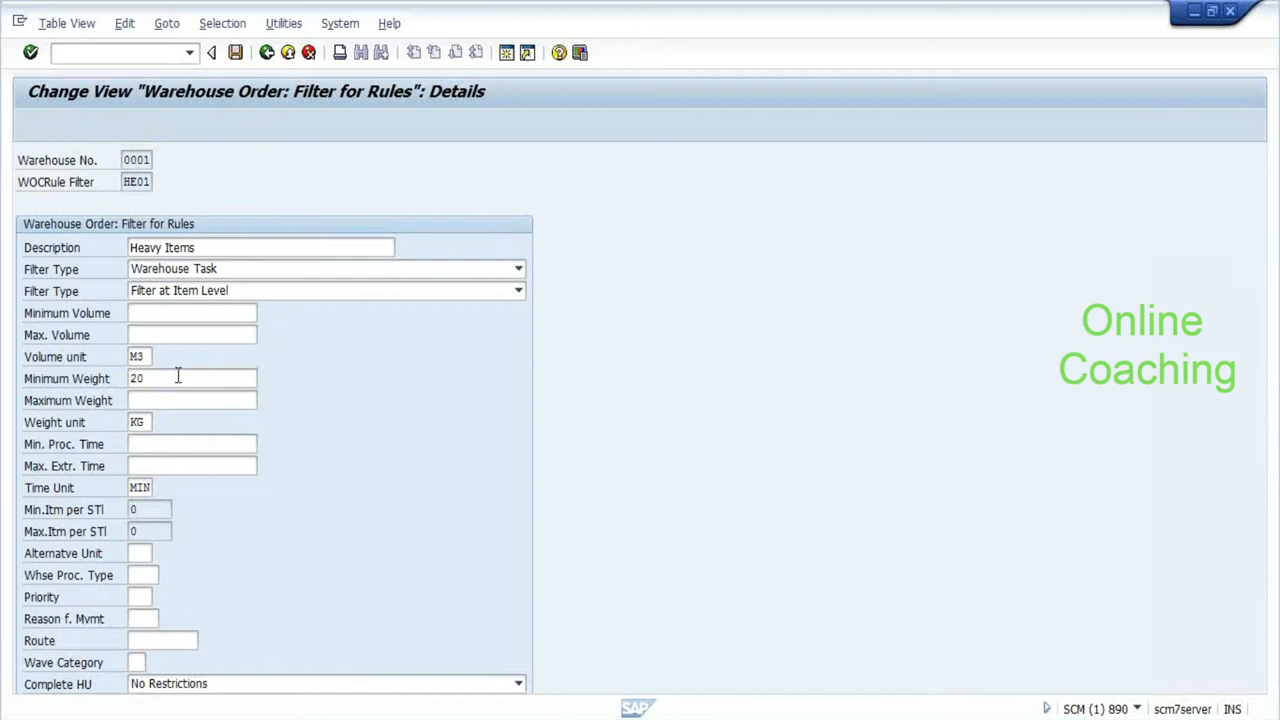 Table View Edit Goto Selection Utilities System Help
Change View "Warehouse Order: Filter for Rules": Details
Warehouse No. 0001
WOCRule Filter HE01
Warehouse Order: Filter for Rules
Description Heavy Items
Filter Type Warehouse Task
Filter Type Filter at Item Level
Minimum Volume
Max. Volume
Volume unit M3
Minimum Weight 20
Maximum Weight
Weight unit KG
Min. Proc. Time
Max. Extr. Time
Time Unit MIN
Min.Itm per STl 0
Max.Itm per STl 0
Alternatve Unit
Whse Proc. Type
Priority
Reason f. Mvmt
Route
Wave Category
Complete HU No Restrictions
Online
Coaching
SAP SCM (1) 890 scm7server INS